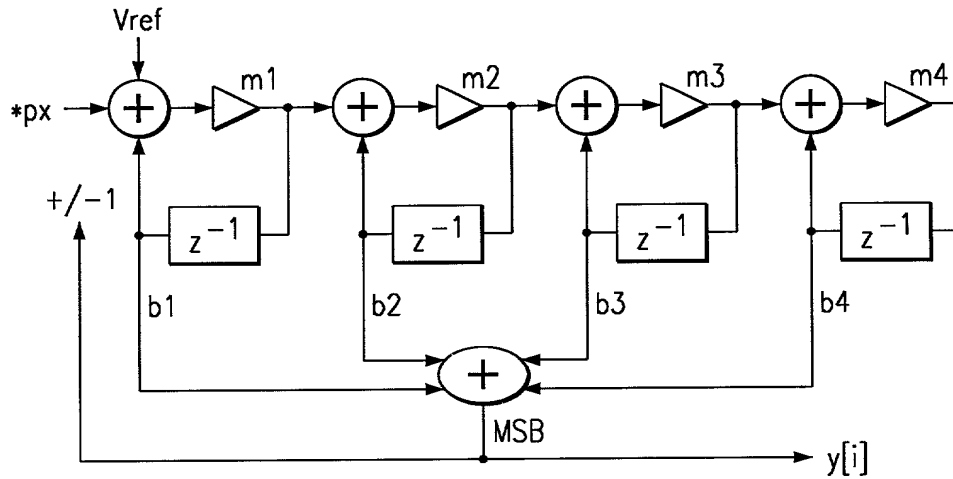 Vref
m1
m2
m3
m4
*px
+
+
+
+
+/-1
z⁻¹
z⁻¹
z⁻¹
z⁻¹
b1
b2
b3
b4
+
MSB
y[i]